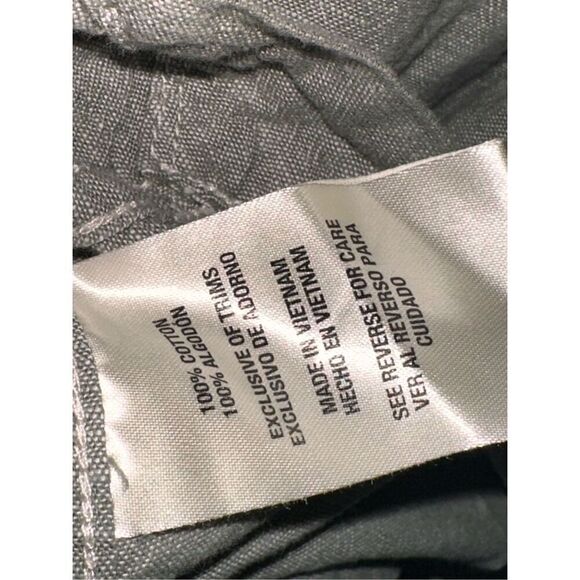 100% COTTON
100% ALGODÓN
EXCLUSIVE OF TRIMS
EXCLUSIVO DE ADORNO
MADE IN VIETNAM
HECHO EN VIETNAM
SEE REVERSE FOR CARE
VER AL REVERSO PARA
CUIDADO